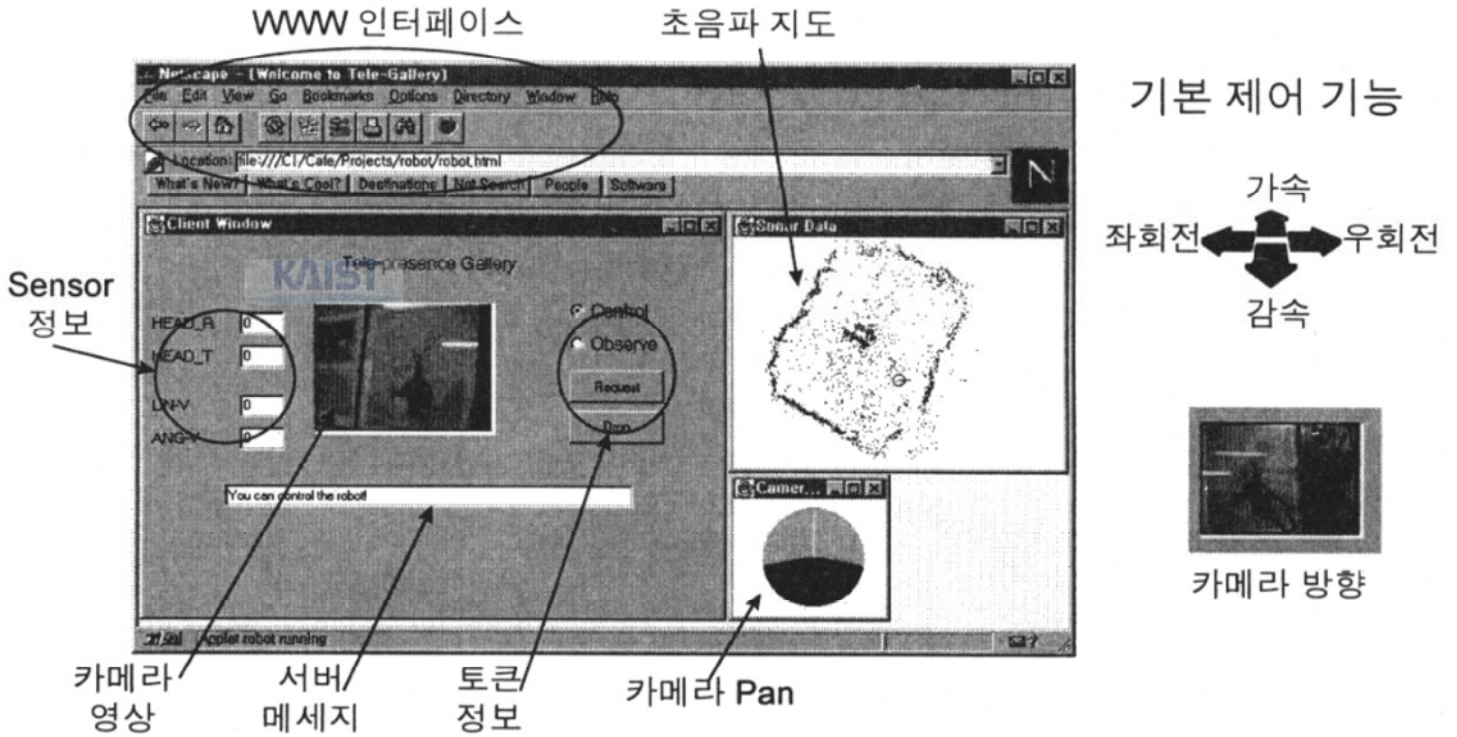 WWW 인터페이스
초음파 지도
Netscape - [Welcome to Tele-Gallery]
File Edit View Go Bookmarks Options Directory Window Help
Location: file:///C|/Cafe/Projects/robot/robot.html
N
What's New? What's Cool? Destinations Net Search People Software
Client Window
Sonar Data
KAIST
Tele-presence Gallery
Sensor
정보
HEAD_R 0
HEAD_T 0
LIN-V 0
ANG-V 0
Control
Observe
Request
Drop
You can control the robot!
Camer...
Applet robot running
카메라
영상
서버
메세지
토큰
정보
카메라 Pan
기본 제어 기능
가속
좌회전
우회전
감속
카메라 방향